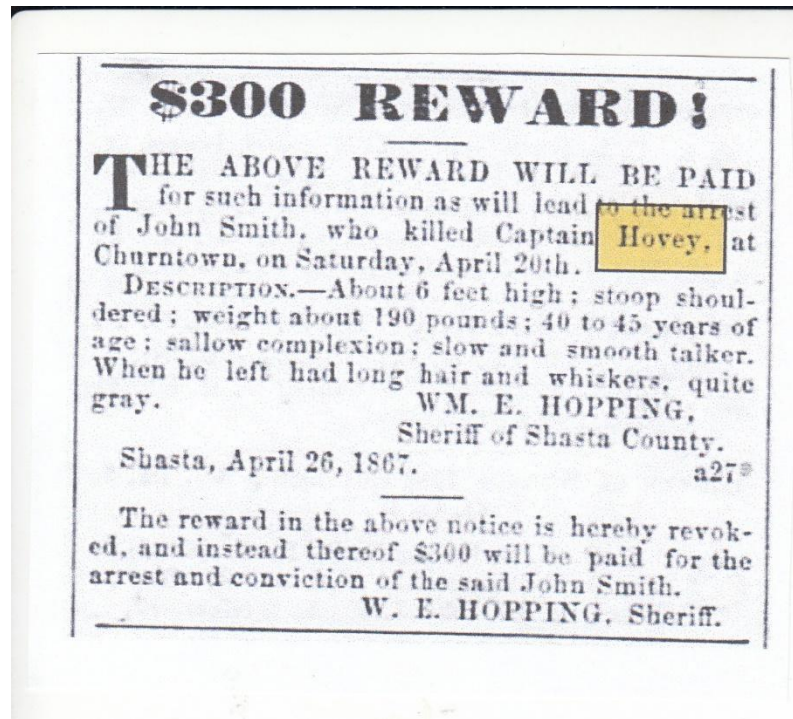 $300 REWARD!
THE ABOVE REWARD WILL BE PAID
for such information as will lead to the arrest
of John Smith, who killed Captain Hovey, at
Churntown, on Saturday, April 20th.
DESCRIPTION.—About 6 feet high; stoop shoul-
dered; weight about 190 pounds; 40 to 45 years of
age; sallow complexion; slow and smooth talker.
When he left had long hair and whiskers, quite
gray. WM. E. HOPPING,
Sheriff of Shasta County.
Shasta, April 26, 1867. a27*
The reward in the above notice is hereby revok-
ed, and instead thereof $300 will be paid for the
arrest and conviction of the said John Smith.
W. E. HOPPING, Sheriff.